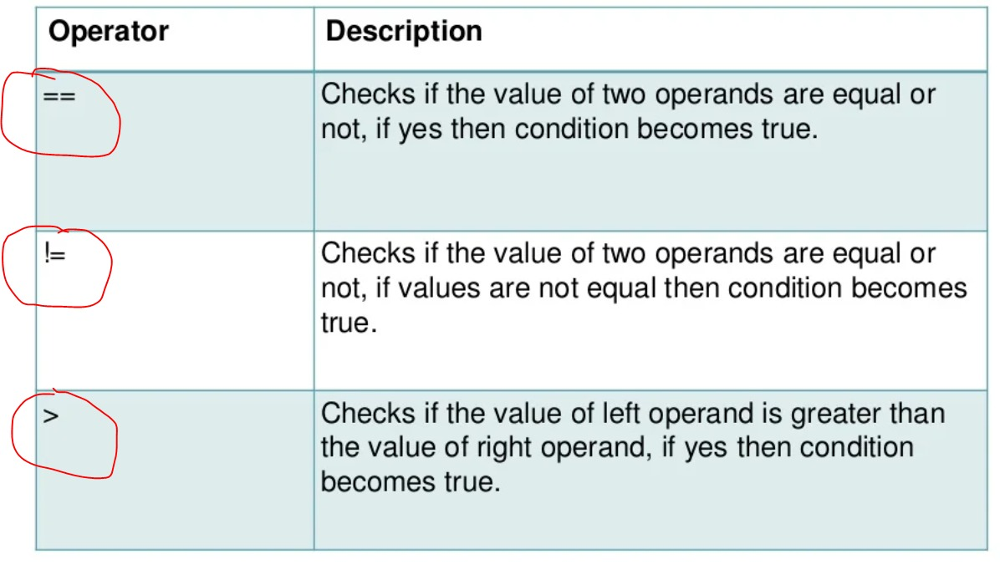 Operator Description
== Checks if the value of two operands are equal or
not, if yes then condition becomes true.
!= Checks if the value of two operands are equal or
not, if values are not equal then condition becomes
true.
> Checks if the value of left operand is greater than
the value of right operand, if yes then condition
becomes true.